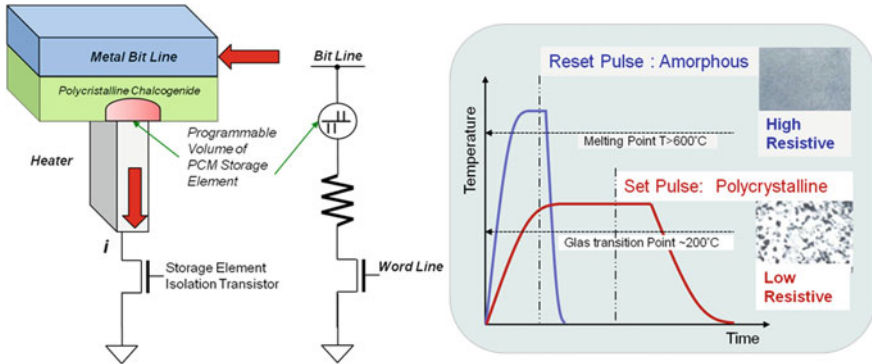 Metal Bit Line
Polycristalline Chalcogenide
Heater
Programmable
Volume of
PCM Storage
Element
i
Storage Element
Isolation Transistor
Bit Line
Word Line
Reset Pulse : Amorphous
High
Resistive
Melting Point T>600°C
Set Pulse: Polycrystalline
Glas transition Point ~200°C
Low
Resistive
Temperature
Time